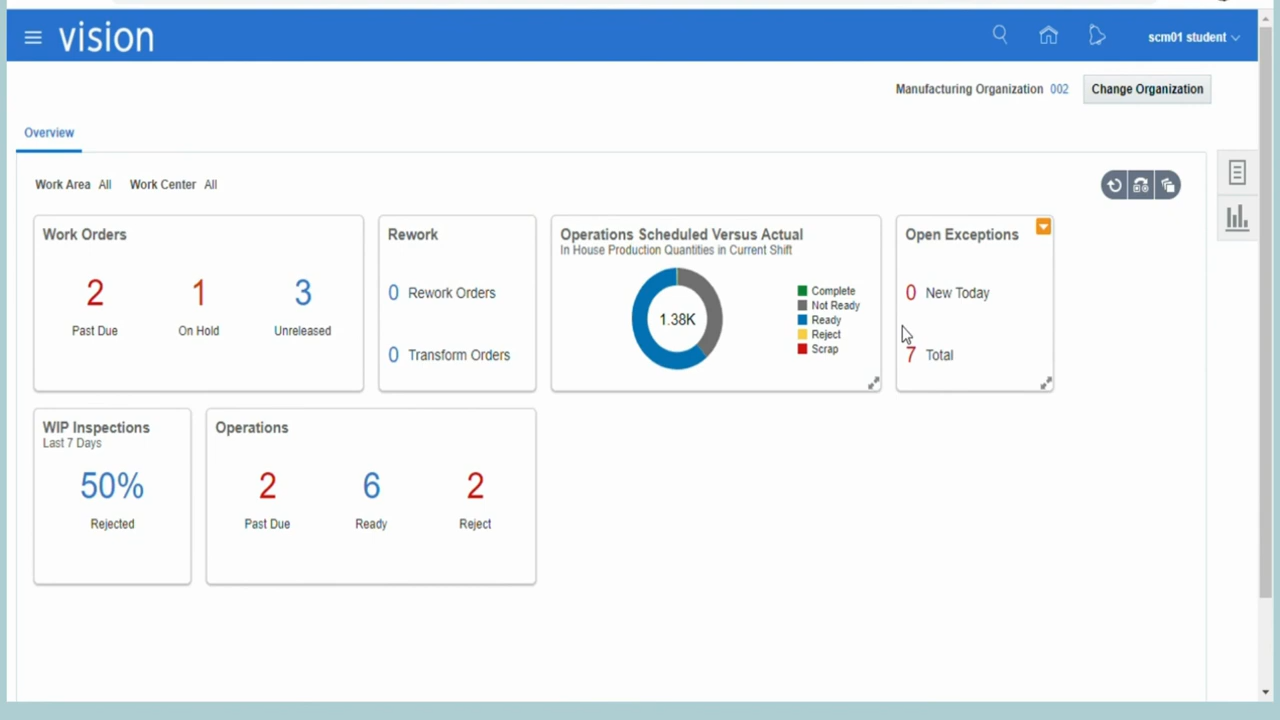 vision
scm01 student
Manufacturing Organization 002 Change Organization
Overview
Work Area All Work Center All
Work Orders
2 1 3
Past Due On Hold Unreleased
Rework
0 Rework Orders
0 Transform Orders
Operations Scheduled Versus Actual
In House Production Quantities in Current Shift
1.38K
Complete
Not Ready
Ready
Reject
Scrap
Open Exceptions
0 New Today
7 Total
WIP Inspections
Last 7 Days
50%
Rejected
Operations
2 6 2
Past Due Ready Reject